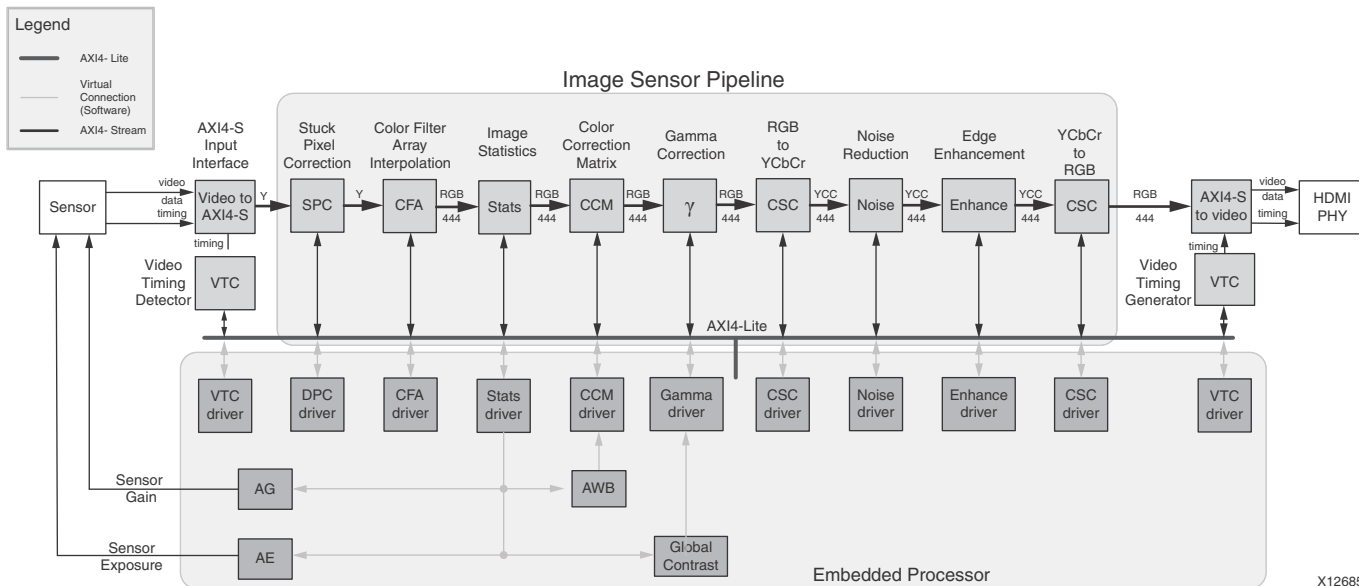 Legend
AXI4- Lite
Virtual
Connection
(Software)
AXI4- Stream
Image Sensor Pipeline
AXI4-S
Input
Interface
Stuck
Pixel
Correction
Color Filter
Array
Interpolation
Image
Statistics
Color
Correction
Matrix
Gamma
Correction
RGB
to
YCbCr
Noise
Reduction
Edge
Enhancement
YCbCr
to
RGB
Sensor
video
data
timing
Video to
AXI4-S
Y
SPC
Y
CFA
RGB
444
Stats
RGB
444
CCM
RGB
444
γ
RGB
444
CSC
YCC
444
Noise
YCC
444
Enhance
YCC
444
CSC
RGB
444
AXI4-S
to video
video
data
timing
HDMI
PHY
timing
Video
Timing
Detector
VTC
timing
Video
Timing
Generator
VTC
AXI4-Lite
VTC
driver
DPC
driver
CFA
driver
Stats
driver
CCM
driver
Gamma
driver
CSC
driver
Noise
driver
Enhance
driver
CSC
driver
VTC
driver
Sensor
Gain
AG
AWB
Sensor
Exposure
AE
Global
Contrast
Embedded Processor
X12685